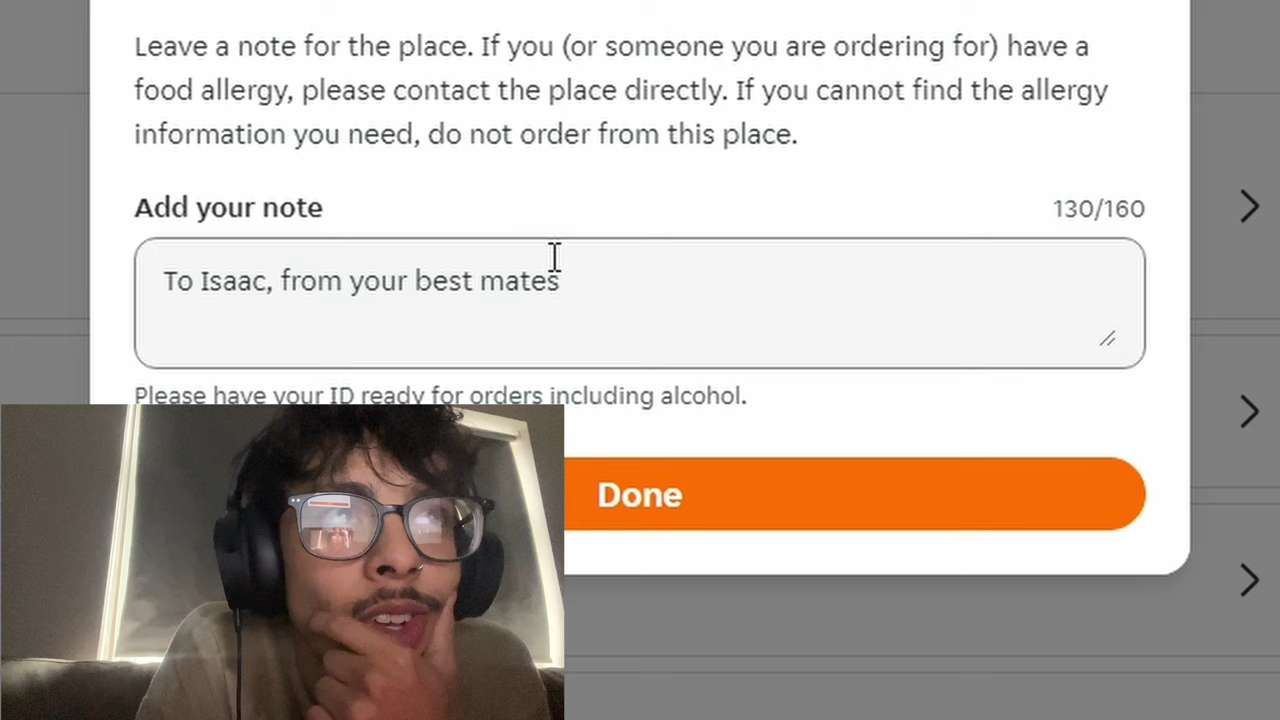 Leave a note for the place. If you (or someone you are ordering for) have a
food allergy, please contact the place directly. If you cannot find the allergy
information you need, do not order from this place.
Add your note
130/160
To Isaac, from your best mates
Please have your ID ready for orders including alcohol.
Done